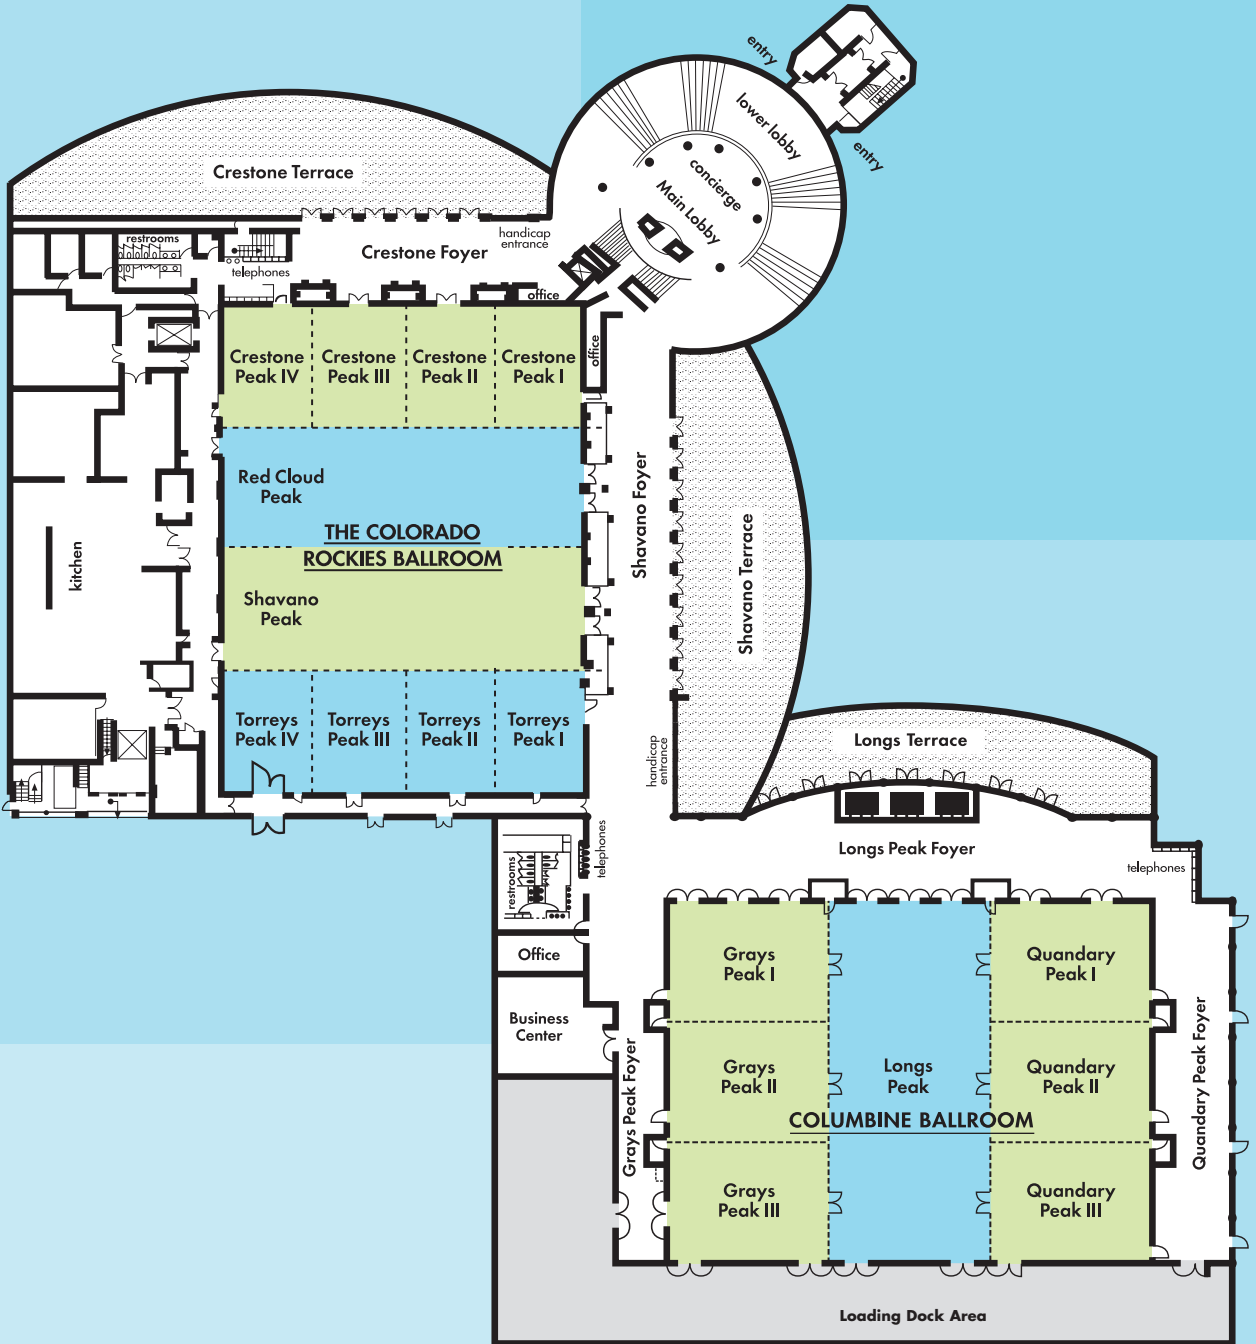 entry
lower lobby
entry
concierge
Main Lobby
Crestone Terrace
handicap
entrance
restrooms
Crestone Foyer
telephones
office
office
Crestone
Peak IV
Crestone
Peak III
Crestone
Peak II
Crestone
Peak I
Red Cloud
Peak
THE COLORADO
ROCKIES BALLROOM
Shavano
Peak
kitchen
Shavano Foyer
Shavano Terrace
Torreys
Peak IV
Torreys
Peak III
Torreys
Peak II
Torreys
Peak I
handicap
entrance
Longs Terrace
telephones
restrooms
Longs Peak Foyer
telephones
Office
Business
Center
Grays Peak Foyer
Grays
Peak I
Quandary
Peak I
Grays
Peak II
Longs
Peak
Quandary
Peak II
COLUMBINE BALLROOM
Grays
Peak III
Quandary
Peak III
Quandary Peak Foyer
Loading Dock Area